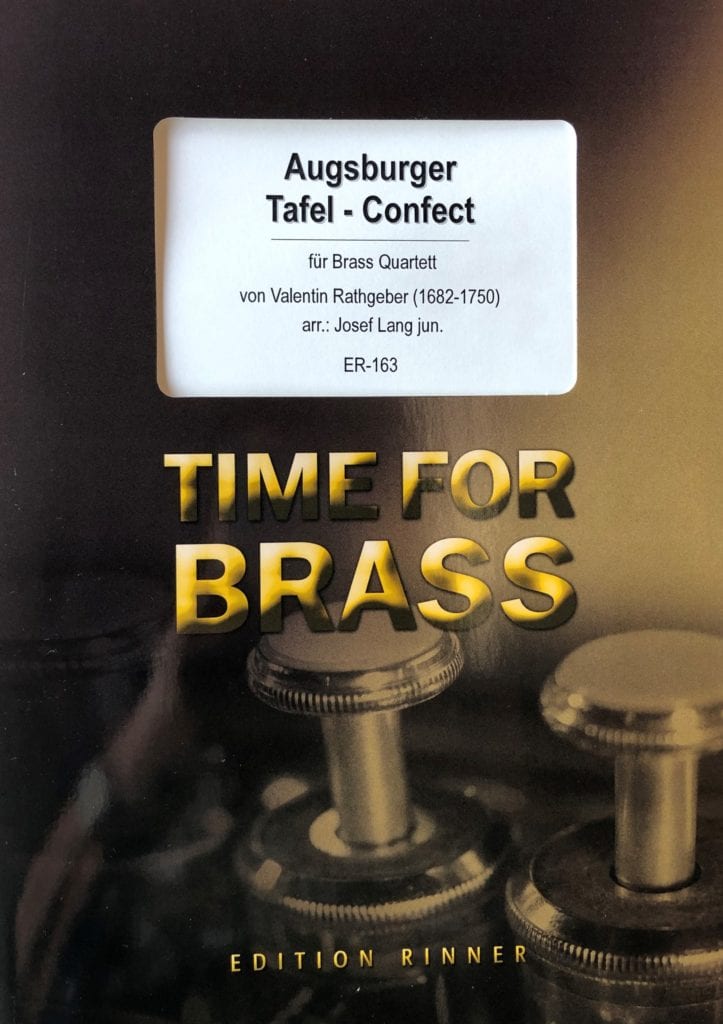 Augsburger
Tafel - Confect
für Brass Quartett
von Valentin Rathgeber (1682-1750)
arr.: Josef Lang jun.
ER-163
TIME FOR
BRASS
EDITION RINNER